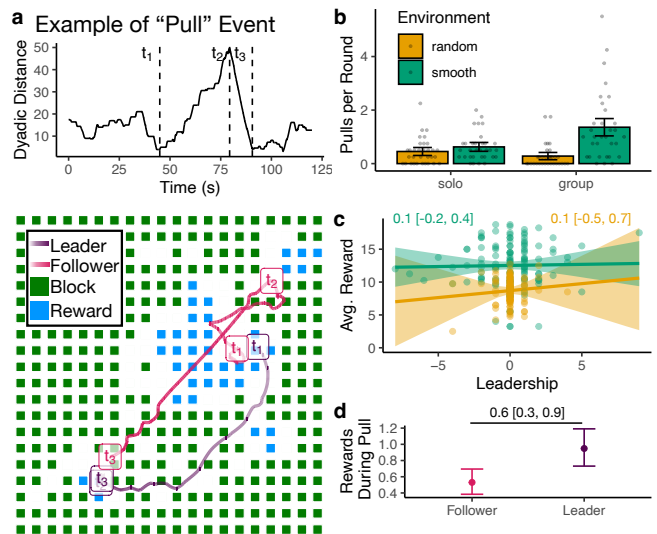 a Example of “Pull” Event
Dyadic Distance
50
40
30
20
10
t1
t2
t3
0
25
50
75
100
125
Time (s)
Leader
Follower
Block
Reward
t2
t1
t1
t3
t3
b
Environment
random
smooth
Pulls per Round
4
2
0
solo
group
c
0.1 [-0.2, 0.4]
0.1 [-0.5, 0.7]
Avg. Reward
15
10
5
0
−5
0
5
Leadership
d
0.6 [0.3, 0.9]
Rewards
During Pull
1.2
1.0
0.8
0.6
0.4
Follower
Leader